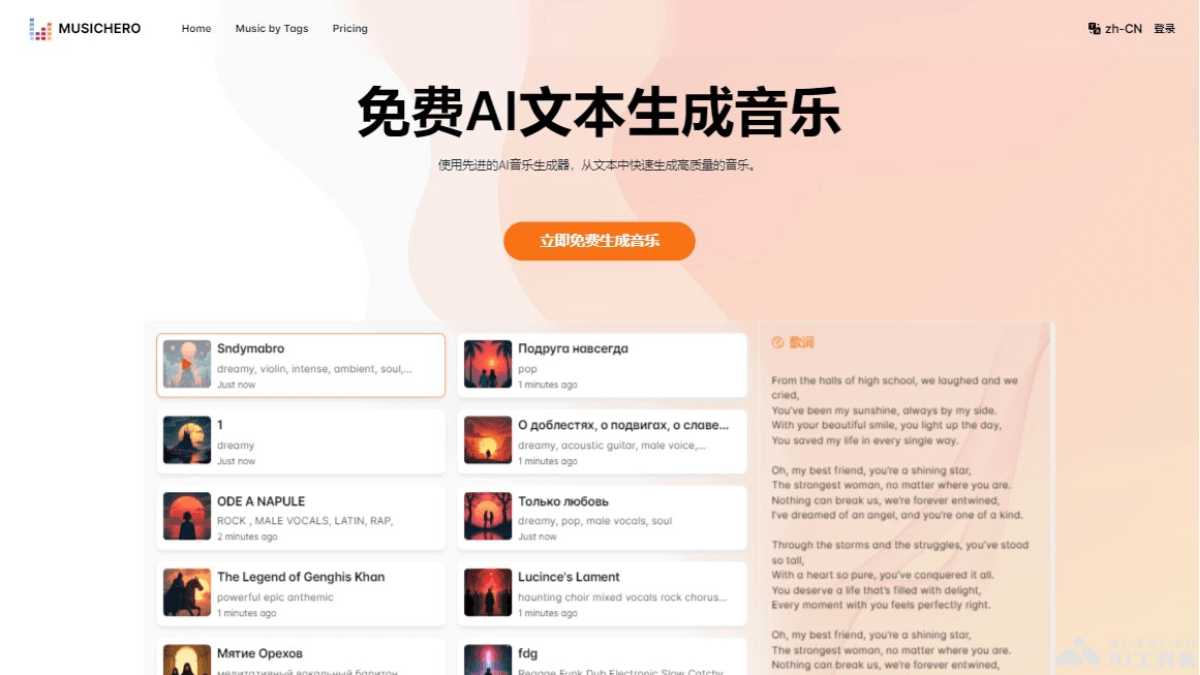 MUSICHERO
Home
Music by Tags
Pricing
zh-CN
登录
免费AI文本生成音乐
使用先进的AI音乐生成器，从文本中快速生成高质量的音乐。
立即免费生成音乐
Sndymabro
dreamy, violin, intense, ambient, soul,...
Just now
Подруга навсегда
pop
1 minutes ago
1
dreamy
Just now
О доблестях, о подвигах, о славе...
dreamy, acoustic guitar, male voice,...
1 minutes ago
ODE A NAPULE
ROCK , MALE VOCALS, LATIN, RAP,
2 minutes ago
Только любовь
dreamy, pop, male vocals, soul
Just now
The Legend of Genghis Khan
powerful epic anthemic
1 minutes ago
Lucince's Lament
haunting choir mixed vocals rock chorus...
1 minutes ago
Мятие Орехов
медитативный вокальный баритон
fdg
Reggae Funk Dub Electronic Slow Catchy
歌词
From the halls of high school, we laughed and we
cried,
You've been my sunshine, always by my side.
With your beautiful smile, you light up the day,
You saved my life in every single way.
Oh, my best friend, you're a shining star,
The strongest woman, no matter where you are.
Nothing can break us, we're forever entwined,
I've dreamed of an angel, and you're one of a kind.
Through the storms and the struggles, you've stood
so tall,
With a heart so pure, you've conquered it all.
You deserve a life that's filled with delight,
Every moment with you feels perfectly right.
Oh, my best friend, you're a shining star,
The strongest woman, no matter where you are.
Nothing can break us, we're forever entwined,
AI工具集